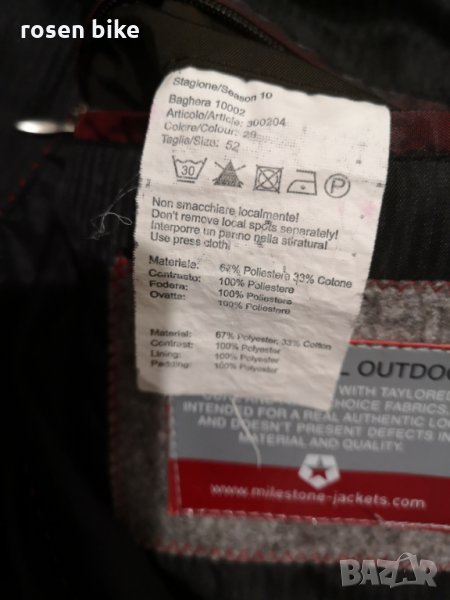 rosen bike
Stagione/Season 10
Baghera 10002
Articolo/Article: 300204
Colore/Colour: 29
Taglia/Size: 52
30
P
Non smacchiare localmente!
Don't remove local spots separately!
Interporre un panno nella stiratura!
Use press cloth!
Materiale: 67% Poliestere 33% Cotone
Contrasto: 100% Poliestere
Fodera: 100% Poliestere
Ovatta: 100% Poliestere
Material: 67% Polyester, 33% Cotton
Contrast: 100% Polyester
Lining: 100% Polyester
Padding: 100% Polyester
L OUTDOO
WITH TAYLORED
HOICE FABRICS.
INTENDED FOR A REAL AUTHENTIC LOO
AND DOESN'T PRESENT DEFECTS IN
MATERIAL AND QUALITY.
www.milestone-jackets.com
BAZAR